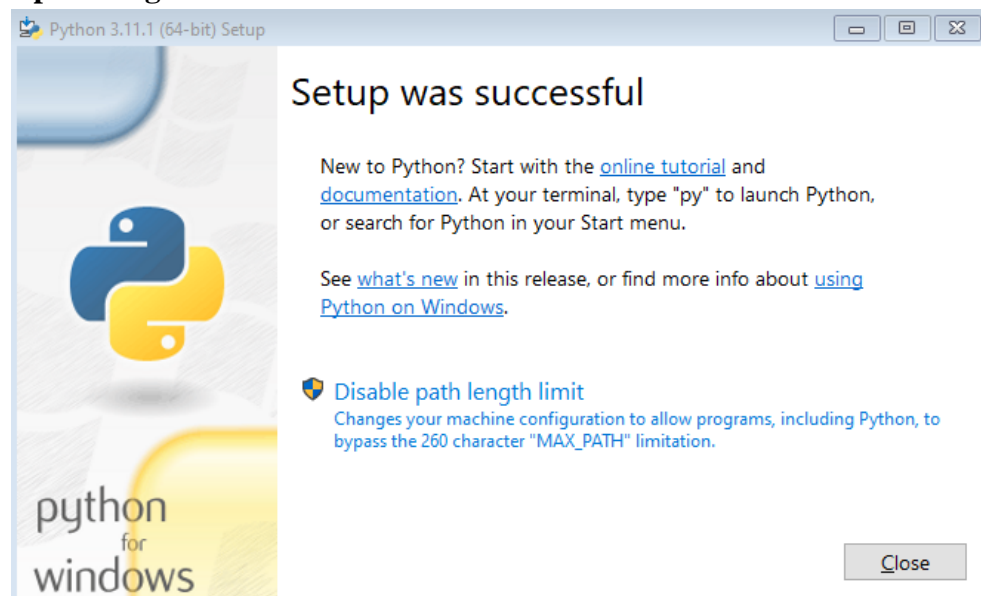 Python 3.11.1 (64-bit) Setup
Setup was successful
New to Python? Start with the online tutorial and
documentation. At your terminal, type "py" to launch Python,
or search for Python in your Start menu.
See what's new in this release, or find more info about using
Python on Windows.
Disable path length limit
Changes your machine configuration to allow programs, including Python, to
bypass the 260 character "MAX_PATH" limitation.
python
for
windows
Close